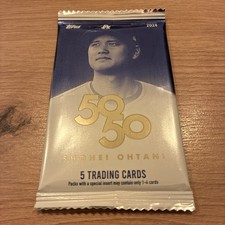 Topps
2024
50
50
SHOHEI OHTANI
5 TRADING CARDS
Packs with a special insert may contain only 1-4 cards